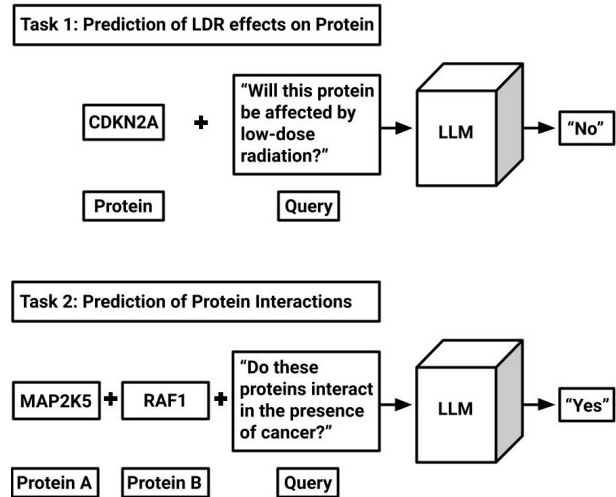 Task 1: Prediction of LDR effects on Protein
CDKN2A
+
“Will this protein
be affected by
low-dose
radiation?”
LLM
“No”
Protein
Query
Task 2: Prediction of Protein Interactions
MAP2K5
+
RAF1
+
“Do these
proteins interact
in the presence
of cancer?”
LLM
“Yes”
Protein A
Protein B
Query